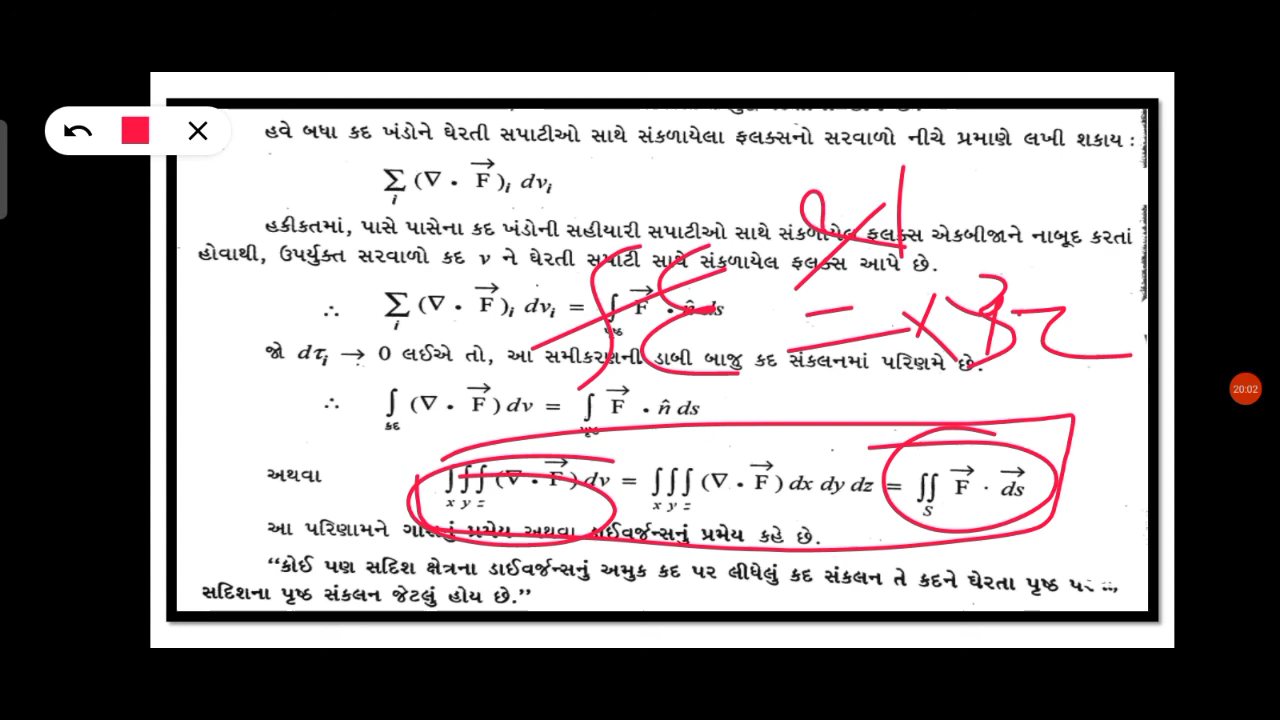 હવે બધા કદ ખંડોને ઘેરતી સપાટીઓ સાથે સંકળાયેલા ફલક્સનો સરવાળો નીચે પ્રમાણે લખી શકાય :
∑ (∇ · F⃗)ᵢ dvᵢ
i
હકીકતમાં, પાસે પાસેના કદ ખંડોની સહીયારી સપાટીઓ સાથે સંકળાયેલ ફલક્સ એકબીજાને નાબૂદ કરતાં
હોવાથી, ઉપર્યુક્ત સરવાળો કદ v ને ઘેરતી સપાટી સાથે સંકળાયેલ ફલક્સ આપે છે.
∴ ∑ (∇ · F⃗)ᵢ dvᵢ = ∫ F⃗ · n̂ ds
i પૃષ્ઠ
જો dτᵢ → 0 લઈએ તો, આ સમીકરણની ડાબી બાજુ કદ સંકલનમાં પરિણમે છે.
∴ ∫ (∇ · F⃗) dv = ∫ F⃗ · n̂ ds
કદ પૃષ્ઠ
અથવા ∫∫∫ (∇ · F⃗) dv = ∫∫∫ (∇ · F⃗) dx dy dz = ∫∫ F⃗ · ds⃗
x y z x y z S
આ પરિણામને ગાસનું પ્રમેય અથવા ડાઈવર્જન્સનું પ્રમેય કહે છે.
“કોઈ પણ સદિશ ક્ષેત્રના ડાઈવર્જન્સનું અમુક કદ પર લીધેલું કદ સંકલન તે કદને ઘેરતા પૃષ્ઠ પર
સદિશના પૃષ્ઠ સંકલન જેટલું હોય છે.”
20:02